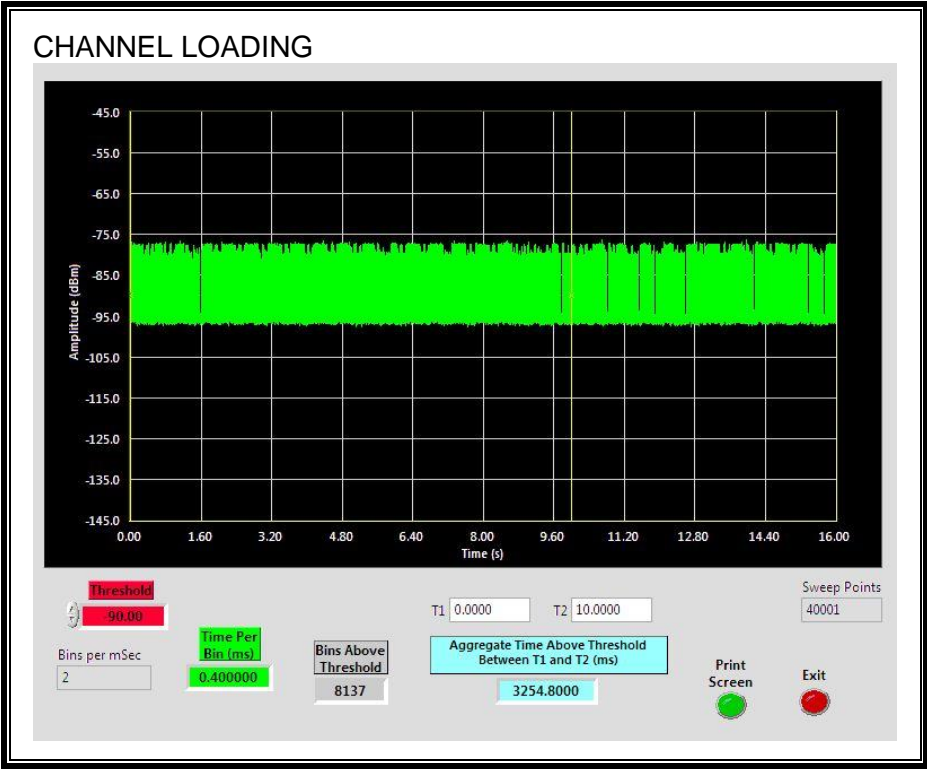 CHANNEL LOADING
-45.0
-55.0
-65.0
-75.0
-85.0
-95.0
-105.0
-115.0
-125.0
-135.0
-145.0
Amplitude (dBm)
0.00 1.60 3.20 4.80 6.40 8.00 9.60 11.20 12.80 14.40 16.00
Time (s)
Threshold
-90.00
Bins per mSec
2
Time Per
Bin (ms)
0.400000
Bins Above
Threshold
8137
T1 0.0000 T2 10.0000
Aggregate Time Above Threshold
Between T1 and T2 (ms)
3254.8000
Sweep Points
40001
Print
Screen
Exit